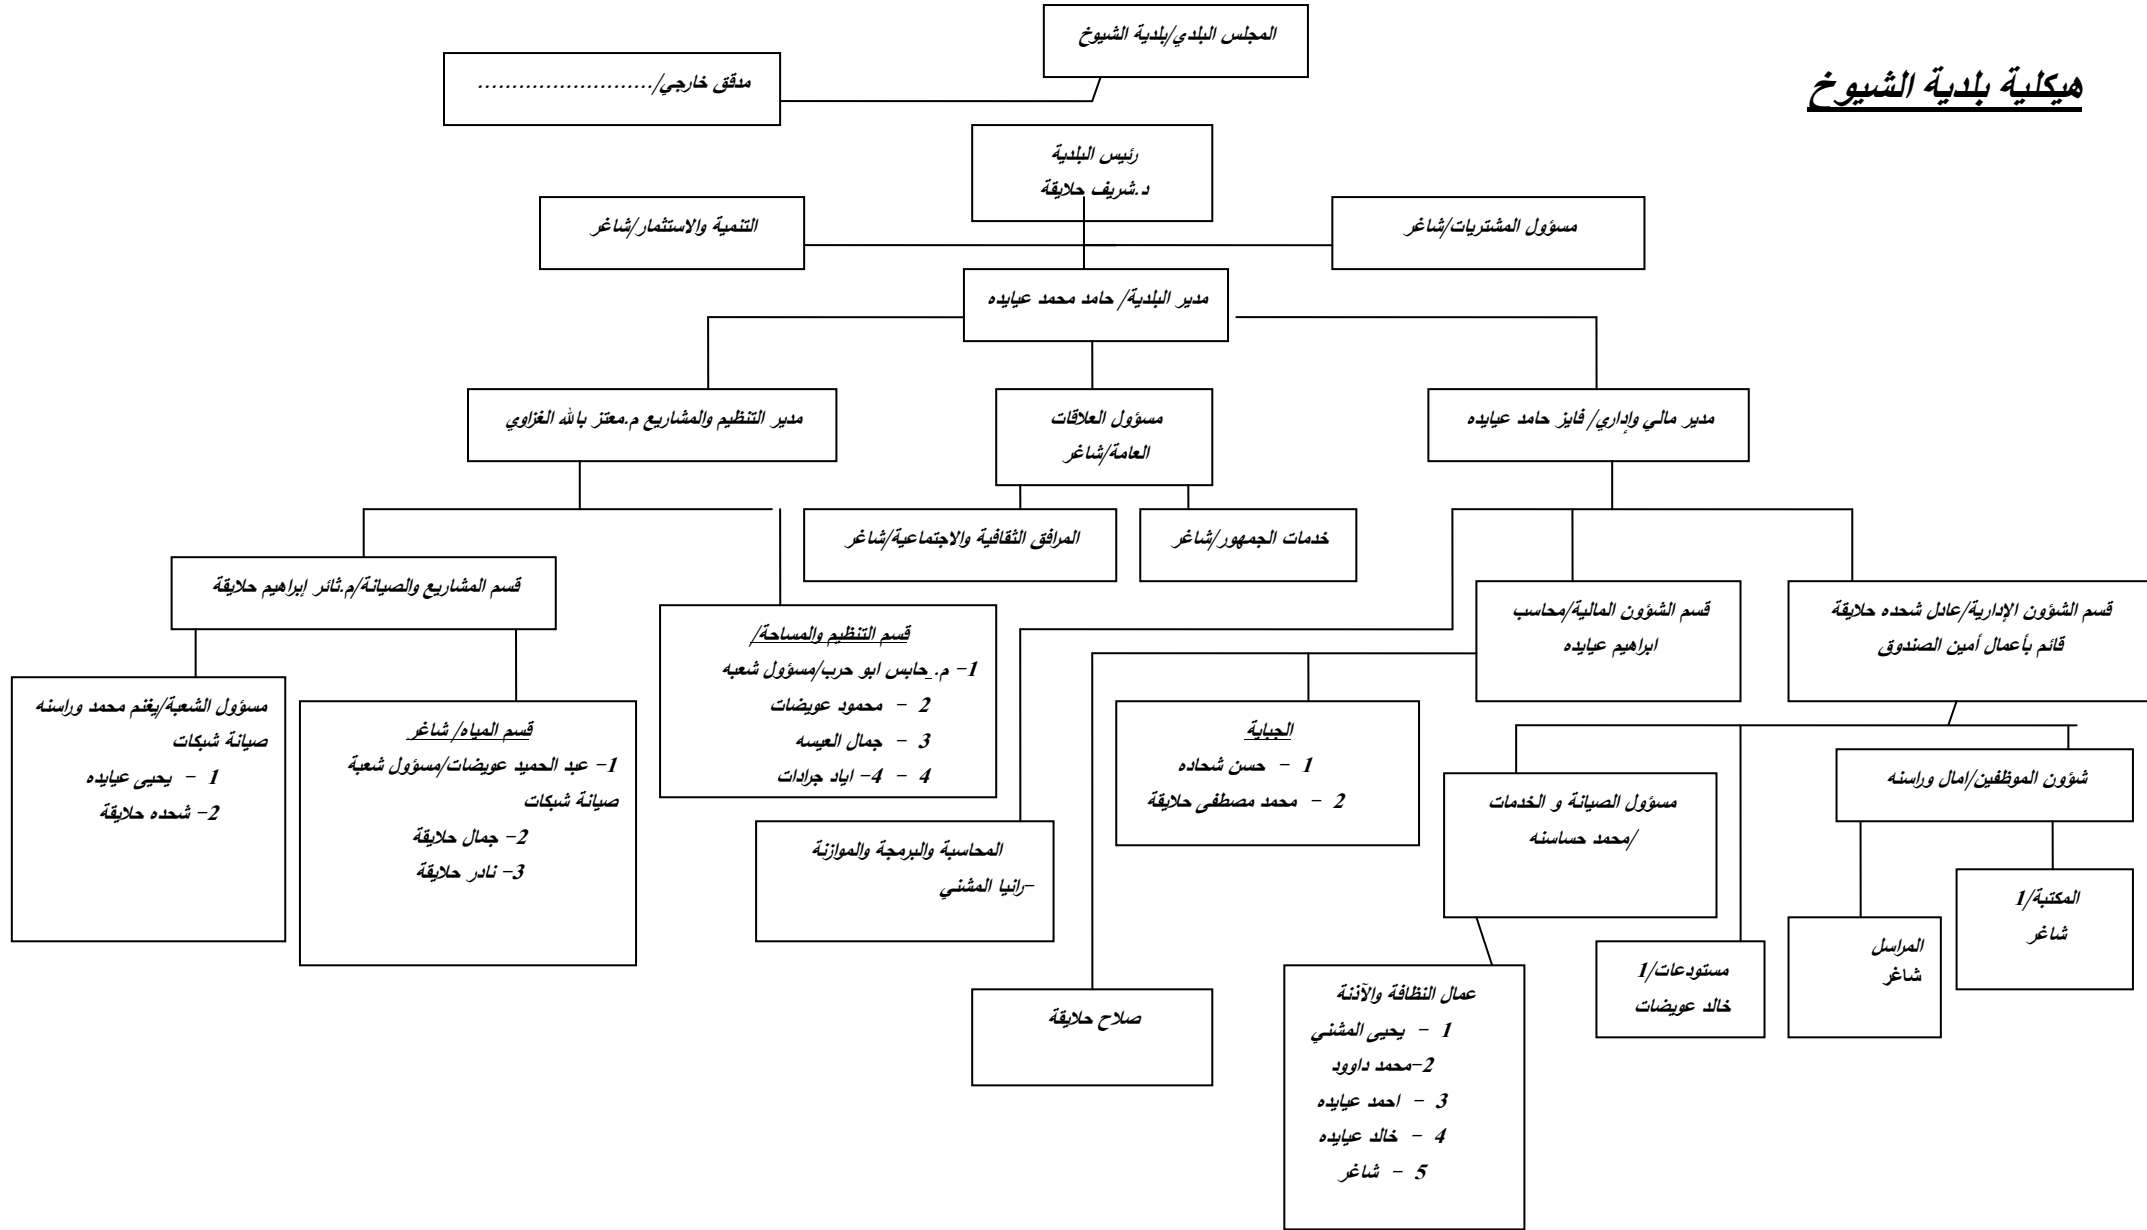 هيكلية بلدية الشيوخ
المجلس البلدي/بلدية الشيوخ
مدقق خارجي/..........................
رئيس البلدية
د.شريف حلايقة
مسؤول المشتريات/شاغر
التنمية والاستثمار/شاغر
مدير البلدية/ حامد محمد عيايده
مدير مالي وإداري/ فايز حامد عيايده
مسؤول العلاقات
العامة/شاغر
مدير التنظيم والمشاريع م.معتز بالله الغزاوي
خدمات الجمهور/شاغر
المرافق الثقافية والاجتماعية/شاغر
قسم الشؤون الإدارية/عادل شحده حلايقة
قائم بأعمال أمين الصندوق
قسم الشؤون المالية/محاسب
ابراهيم عيايده
قسم المشاريع والصيانة/م.ثائر إبراهيم حلايقة
قسم التنظيم والمساحة/
1- م. حابس ابو حرب/مسؤول شعبه
2 - محمود عويضات
3 - جمال العيسه
4 - 4- اياد جرادات
مسؤول الشعبة/يغنم محمد وراسنه
صيانة شبكات
1 - يحيى عيايده
2- شحده حلايقة
قسم المياه/ شاغر
1- عبد الحميد عويضات/مسؤول شعبة
صيانة شبكات
2- جمال حلايقة
3- نادر حلايقة
الجباية
1 - حسن شحاده
2 - محمد مصطفى حلايقة
شؤون الموظفين/امال وراسنه
مسؤول الصيانة و الخدمات
/محمد حساسنه
المحاسبة والبرمجة والموازنة
-رانيا المشني
المكتبة/1
شاغر
المراسل
شاغر
مستودعات/1
خالد عويضات
عمال النظافة والآذنة
1 - يحيى المشني
2-محمد داوود
3 - احمد عيايده
4 - خالد عيايده
5 - شاغر
صلاح حلايقة